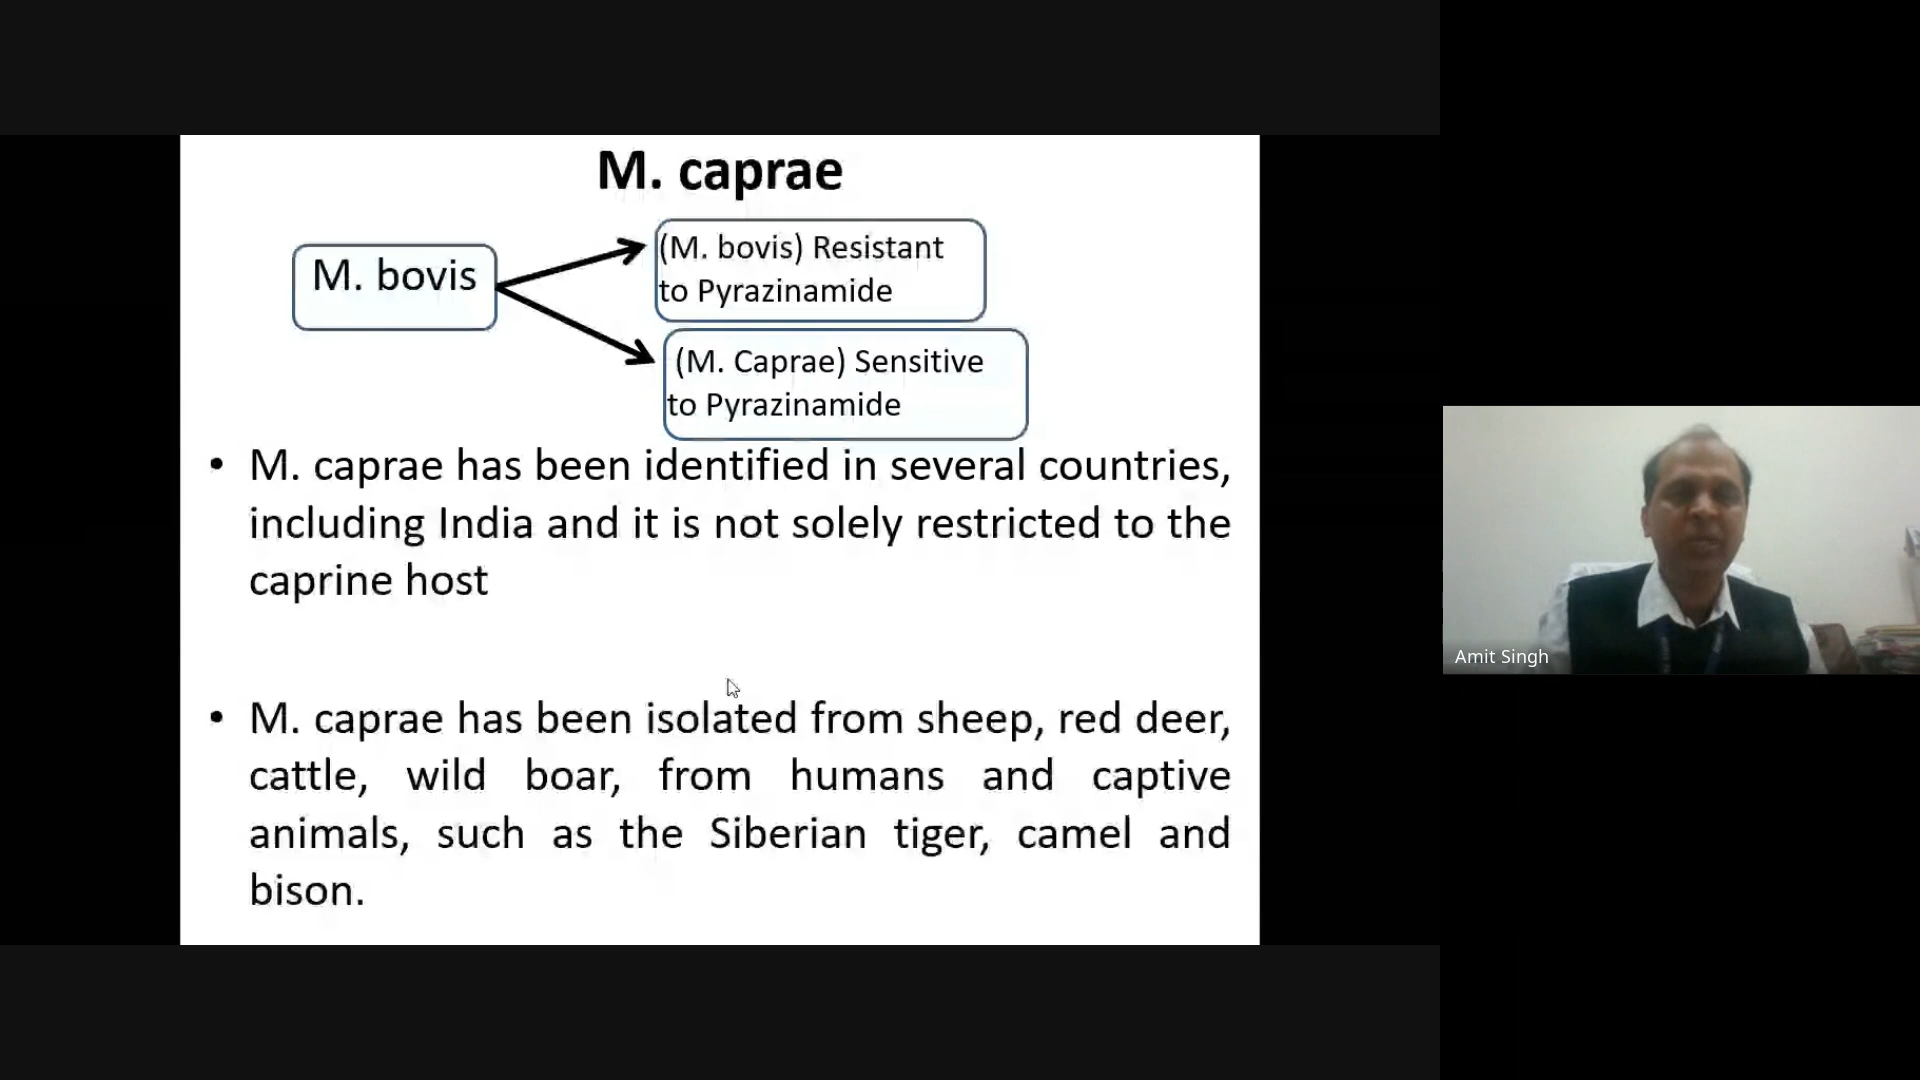 M. caprae
M. bovis
(M. bovis) Resistant
to Pyrazinamide
(M. Caprae) Sensitive
to Pyrazinamide
• M. caprae has been identified in several countries,
including India and it is not solely restricted to the
caprine host
• M. caprae has been isolated from sheep, red deer,
cattle, wild boar, from humans and captive
animals, such as the Siberian tiger, camel and
bison.
Amit Singh